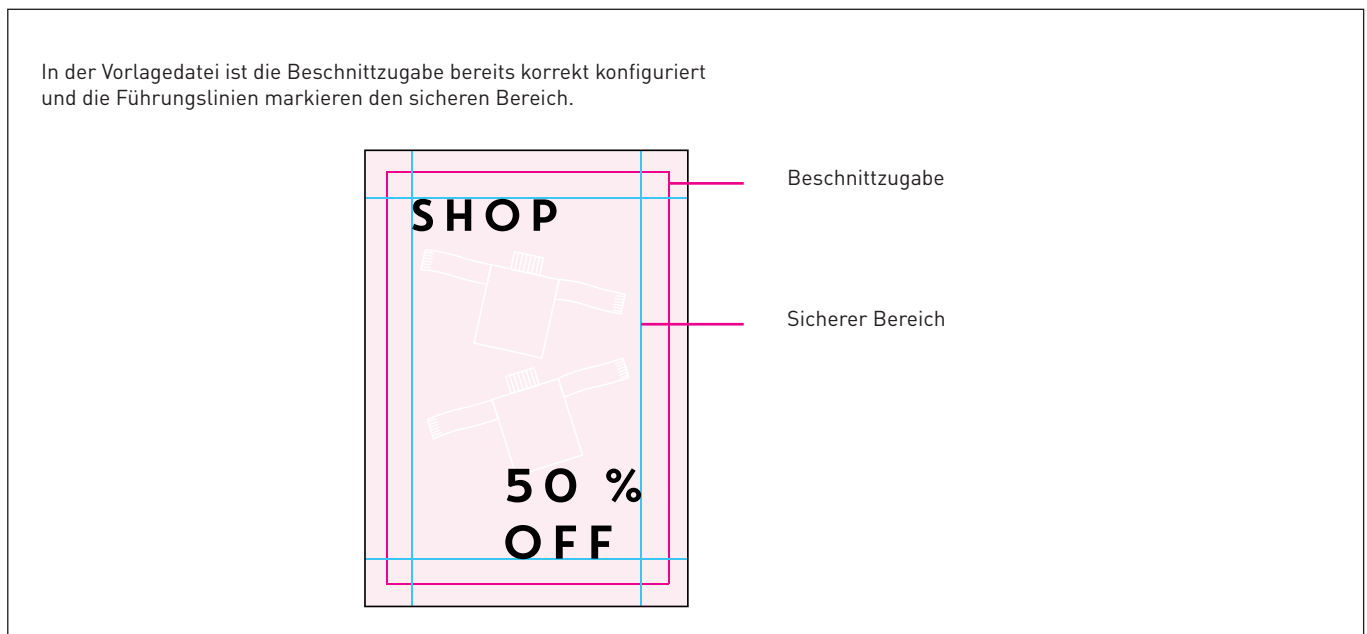 In der Vorlagedatei ist die Beschnittzugabe bereits korrekt konfiguriert
und die Führungslinien markieren den sicheren Bereich.
Beschnittzugabe
SHOP
Sicherer Bereich
50 %
OFF